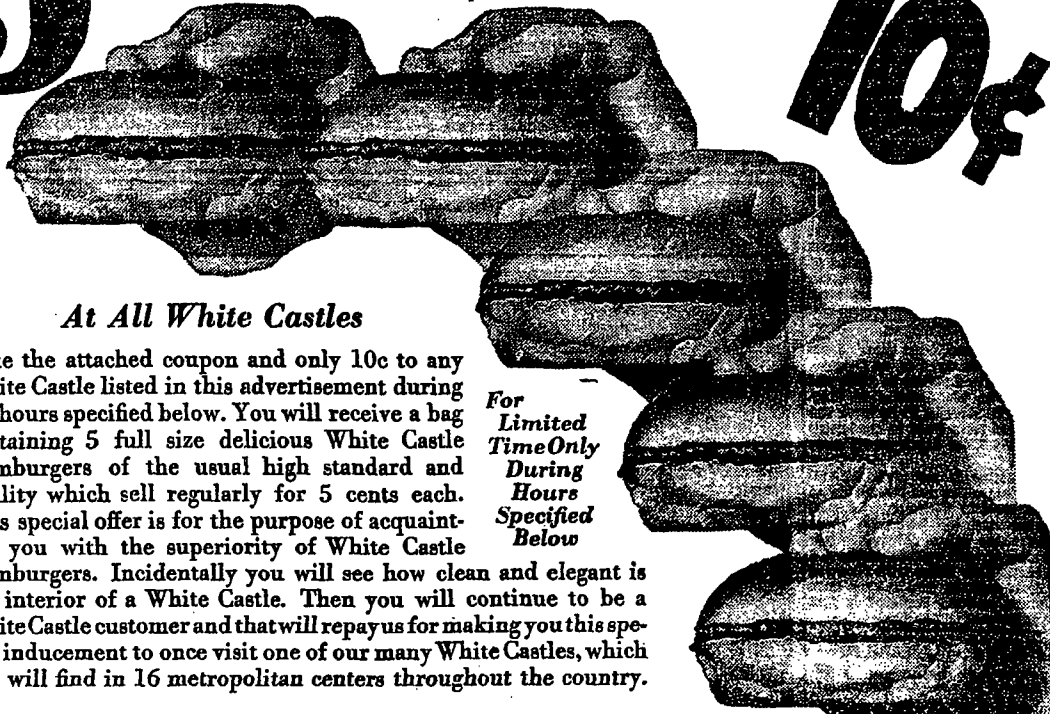 10¢
At All White Castles
e the attached coupon and only 10c to any
ite Castle listed in this advertisement during
hours specified below. You will receive a bag
taining 5 full size delicious White Castle
nburgers of the usual high standard and
lity which sell regularly for 5 cents each.
s special offer is for the purpose of acquaint-
you with the superiority of White Castle
nburgers. Incidentally you will see how clean and elegant is
interior of a White Castle. Then you will continue to be a
ite Castle customer and that will repay us for making you this spe-
inducement to once visit one of our many White Castles, which
will find in 16 metropolitan centers throughout the country.
For
Limited
Time Only
During
Hours
Specified
Below